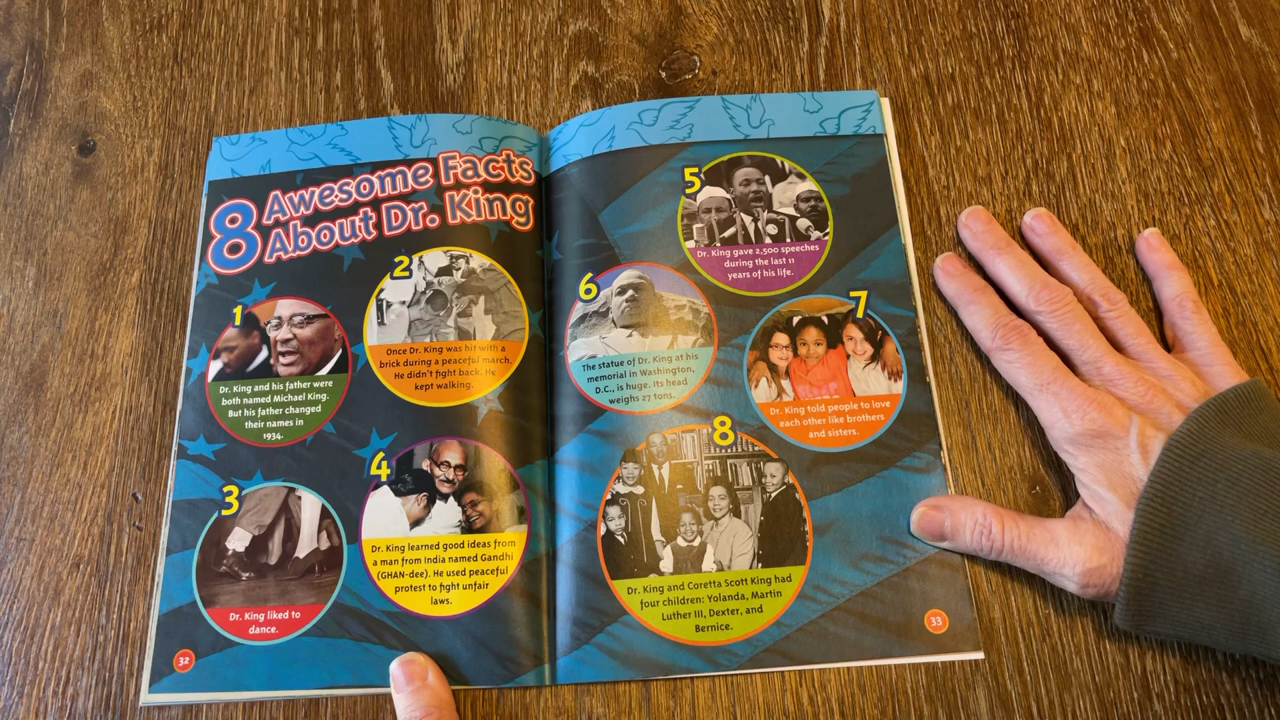 8 Awesome Facts
About Dr. King
1
Dr. King and his father were
both named Michael King.
But his father changed
their names in
1934.
2
Once Dr. King was hit with a
brick during a peaceful march.
He didn't fight back. He
kept walking.
3
Dr. King liked to
dance.
4
Dr. King learned good ideas from
a man from India named Gandhi
(GHAN-dee). He used peaceful
protest to fight unfair
laws.
32
5
Dr. King gave 2,500 speeches
during the last 11
years of his life.
6
The statue of Dr. King at his
memorial in Washington,
D.C., is huge. Its head
weighs 27 tons.
7
Dr. King told people to love
each other like brothers
and sisters.
8
Dr. King and Coretta Scott King had
four children: Yolanda, Martin
Luther III, Dexter, and
Bernice.
33